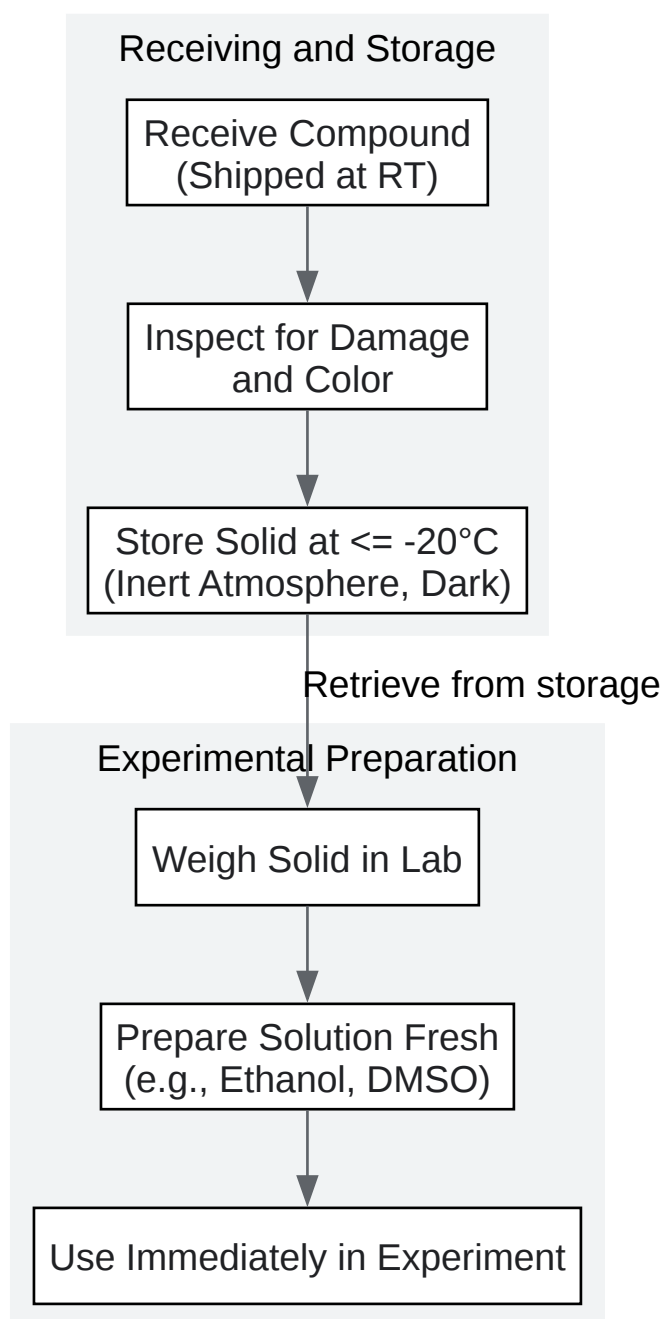 Receiving and Storage
Receive Compound
(Shipped at RT)
Inspect for Damage
and Color
Store Solid at <= -20°C
(Inert Atmosphere, Dark)
Retrieve from storage
Experimental Preparation
Weigh Solid in Lab
Prepare Solution Fresh
(e.g., Ethanol, DMSO)
Use Immediately in Experiment